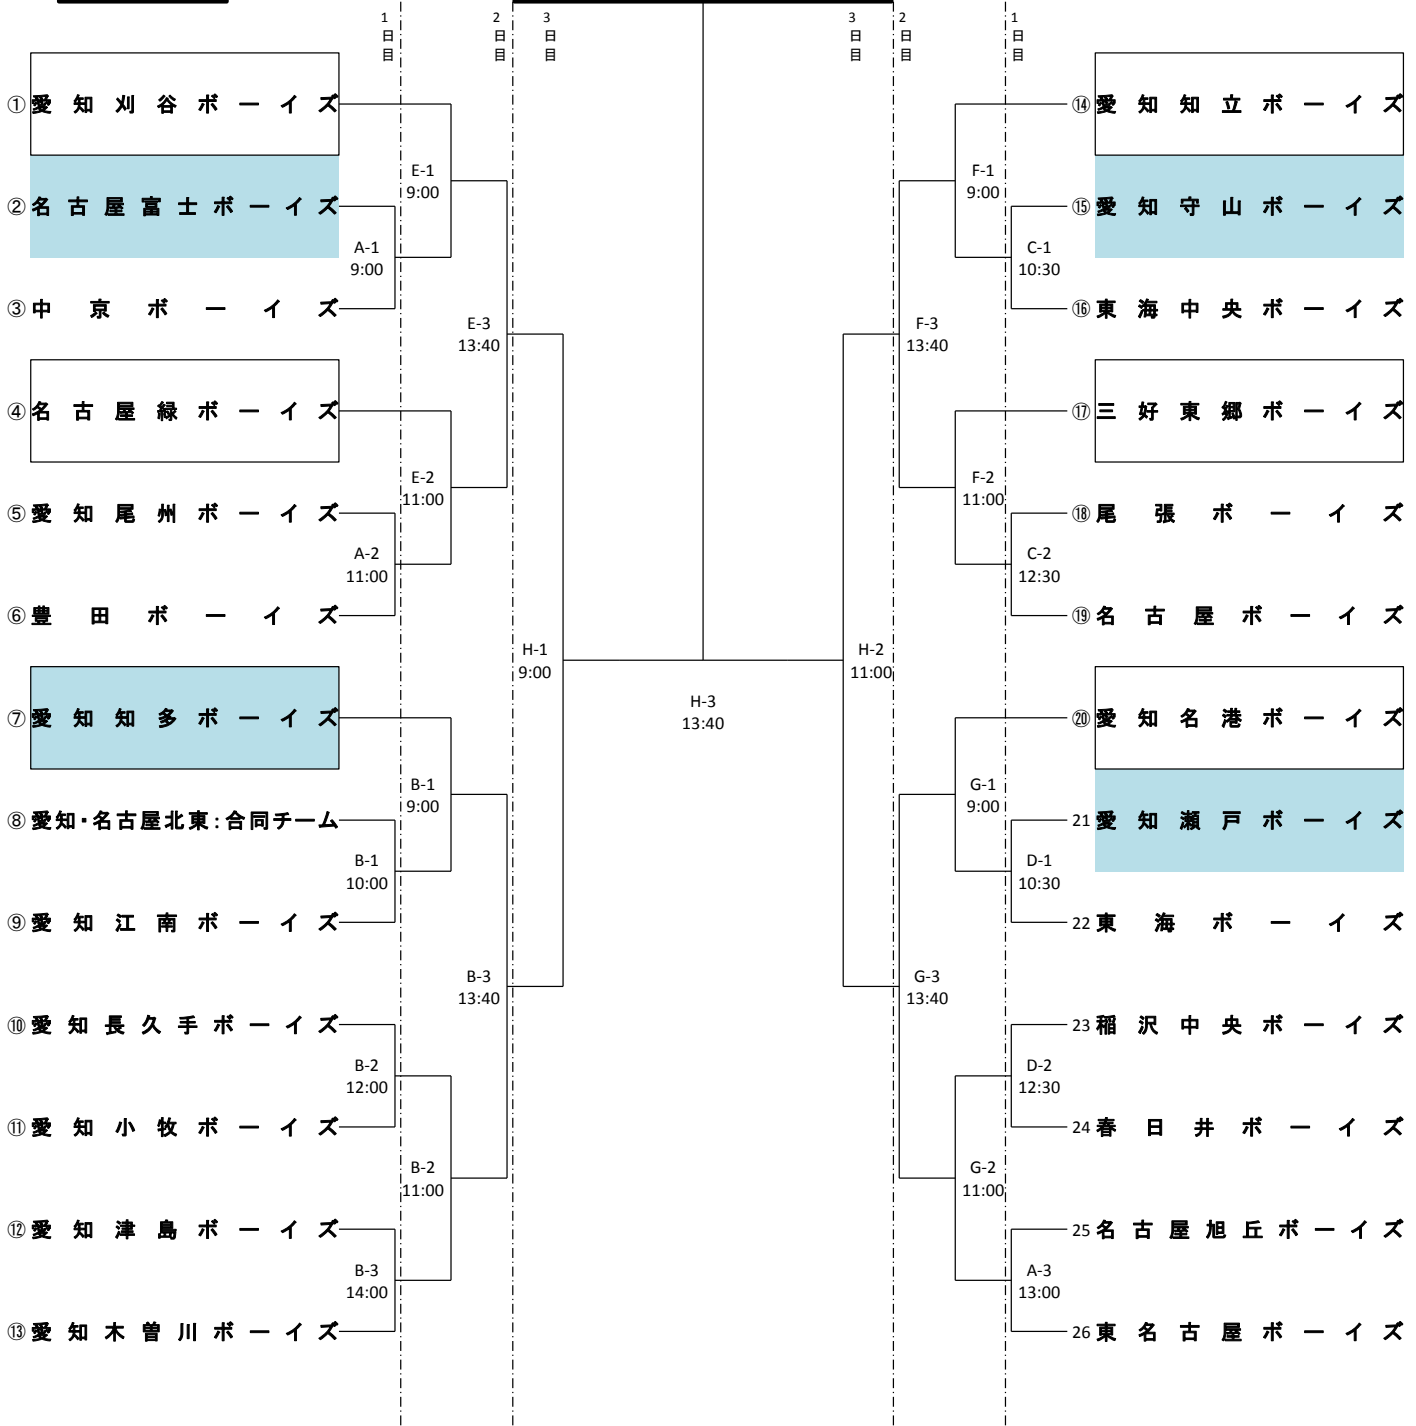 1日目
2日目
3日目
3日目
2日目
1日目
①愛知刈谷ボーイズ
②名古屋富士ボーイズ
③中京ボーイズ
④名古屋緑ボーイズ
⑤愛知尾州ボーイズ
⑥豊田ボーイズ
⑦愛知知多ボーイズ
⑧愛知・名古屋北東:合同チーム
⑨愛知江南ボーイズ
⑩愛知長久手ボーイズ
⑪愛知小牧ボーイズ
⑫愛知津島ボーイズ
⑬愛知木曽川ボーイズ
A-1
9:00
A-2
11:00
B-1
10:00
B-2
12:00
B-3
14:00
E-1
9:00
E-2
11:00
B-1
9:00
B-2
11:00
E-3
13:40
B-3
13:40
H-1
9:00
H-3
13:40
H-2
11:00
F-3
13:40
G-3
13:40
F-1
9:00
F-2
11:00
G-1
9:00
G-2
11:00
C-1
10:30
C-2
12:30
D-1
10:30
D-2
12:30
A-3
13:00
⑭愛知知立ボーイズ
⑮愛知守山ボーイズ
⑯東海中央ボーイズ
⑰三好東郷ボーイズ
⑱尾張ボーイズ
⑲名古屋ボーイズ
⑳愛知名港ボーイズ
21愛知瀬戸ボーイズ
22東海ボーイズ
23稲沢中央ボーイズ
24春日井ボーイズ
25名古屋旭丘ボーイズ
26東名古屋ボーイズ